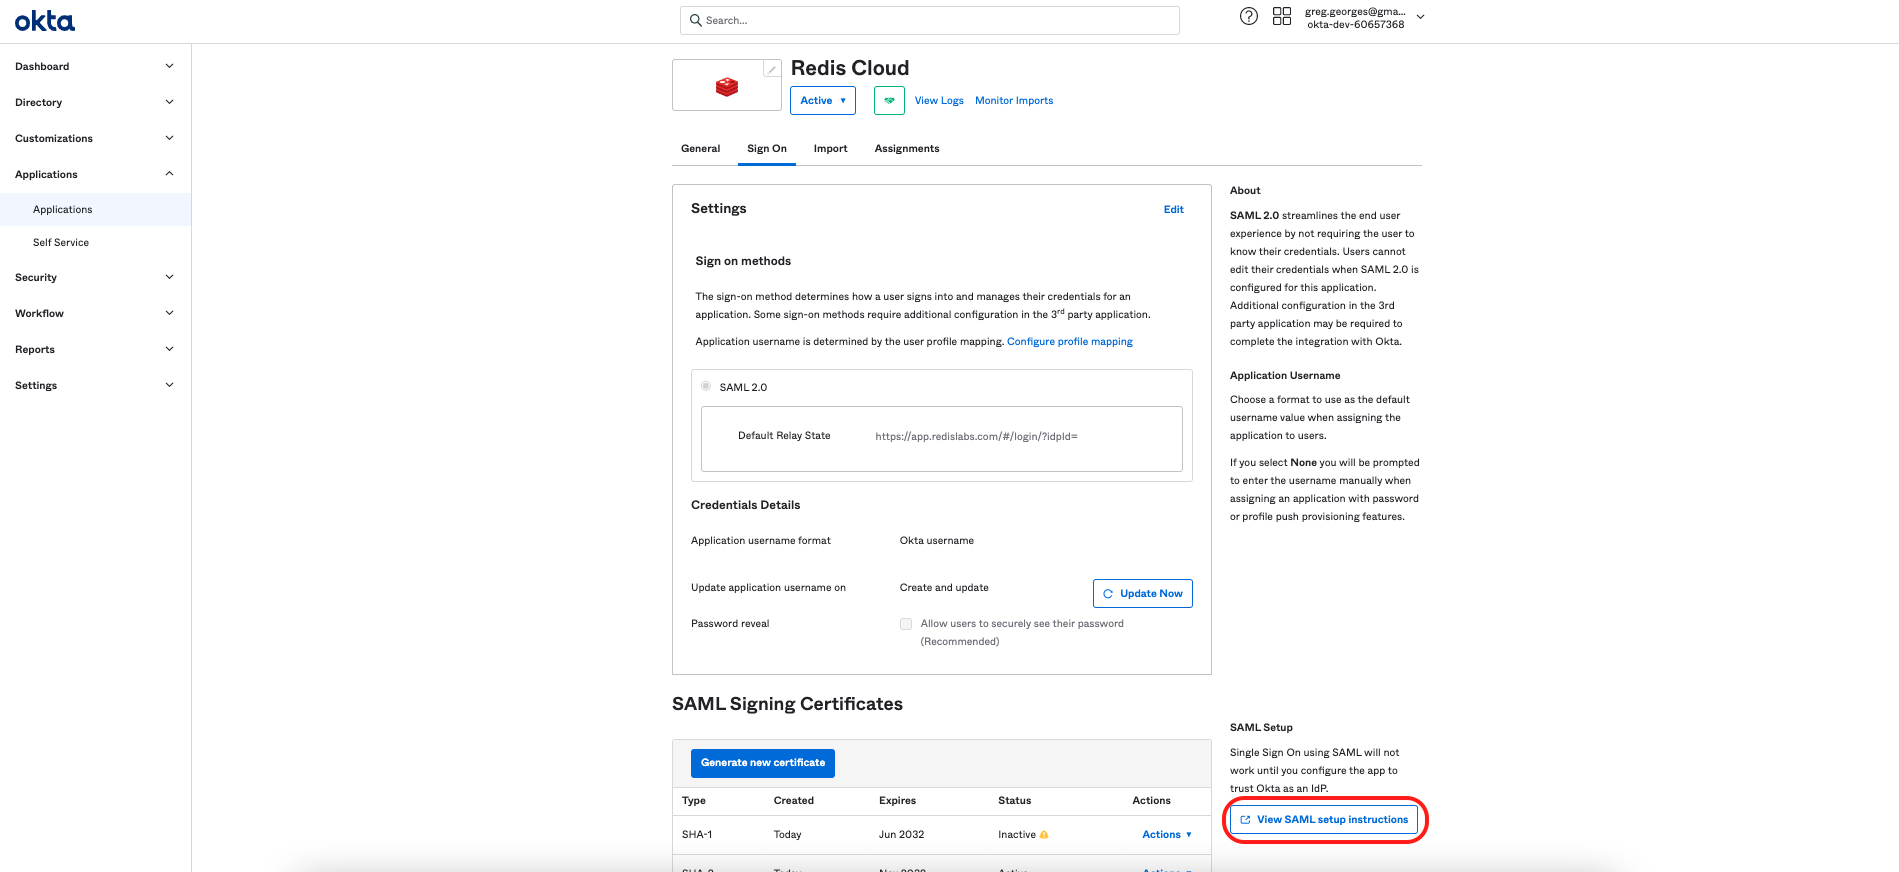 okta
Search...
greg.georges@gma...
okta-dev-60657368
Dashboard
Directory
Customizations
Applications
Applications
Self Service
Security
Workflow
Reports
Settings
Redis Cloud
Active
View Logs
Monitor Imports
General
Sign On
Import
Assignments
Settings
Edit
Sign on methods
The sign-on method determines how a user signs into and manages their credentials for an
application. Some sign-on methods require additional configuration in the 3rd party application.
Application username is determined by the user profile mapping. Configure profile mapping
SAML 2.0
Default Relay State
https://app.redislabs.com/#/login/?idpId=
Credentials Details
Application username format
Okta username
Update application username on
Create and update
Update Now
Password reveal
Allow users to securely see their password
(Recommended)
About
SAML 2.0 streamlines the end user
experience by not requiring the user to
know their credentials. Users cannot
edit their credentials when SAML 2.0 is
configured for this application.
Additional configuration in the 3rd
party application may be required to
complete the integration with Okta.
Application Username
Choose a format to use as the default
username value when assigning the
application to users.
If you select None you will be prompted
to enter the username manually when
assigning an application with password
or profile push provisioning features.
SAML Signing Certificates
Generate new certificate
Type Created Expires Status Actions
SHA-1 Today Jun 2032 Inactive Actions
SAML Setup
Single Sign On using SAML will not
work until you configure the app to
trust Okta as an IdP.
View SAML setup instructions